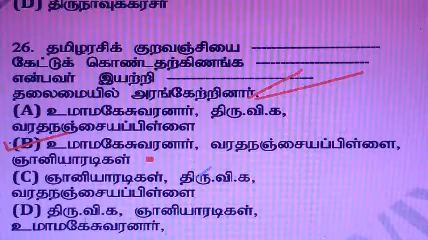 (D) திருநாவுக்கரசர்
26. தமிழரசிக் குறவஞ்சியை
கேட்டுக் கொண்டதற்கிணங்க
என்பவர் இயற்றி
தலைமையில் அரங்கேற்றினார்
(A) உமாமகேசுவரனார், திரு.வி.க,
வரதநஞ்சையப்பிள்ளை
(B) உமாமகேசுவரனார், வரதநஞ்சையப்பிள்ளை,
ஞானியாரடிகள்
(C) ஞானியாரடிகள், திரு.வி.க,
வரதநஞ்சையப்பிள்ளை
(D) திரு.வி.க, ஞானியாரடிகள்,
உமாமகேசுவரனார்,